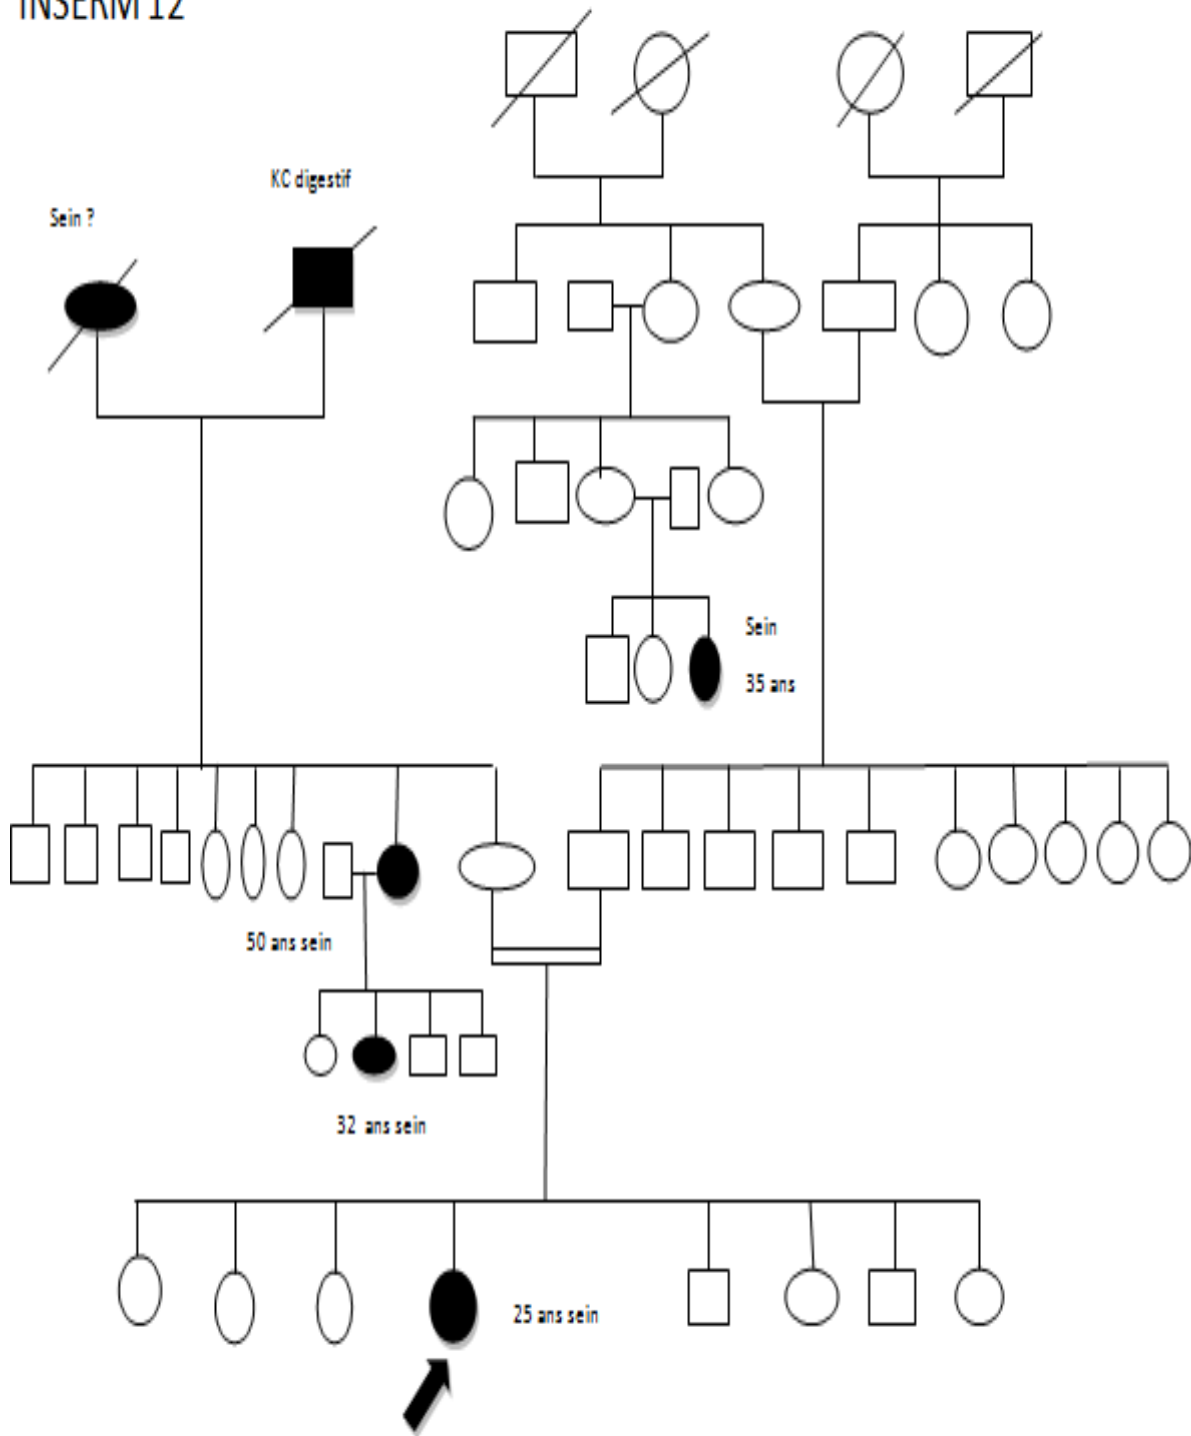 INSERM 12
KC digestif
Sein ?
Sein
35 ans
50 ans sein
32 ans sein
25 ans sein